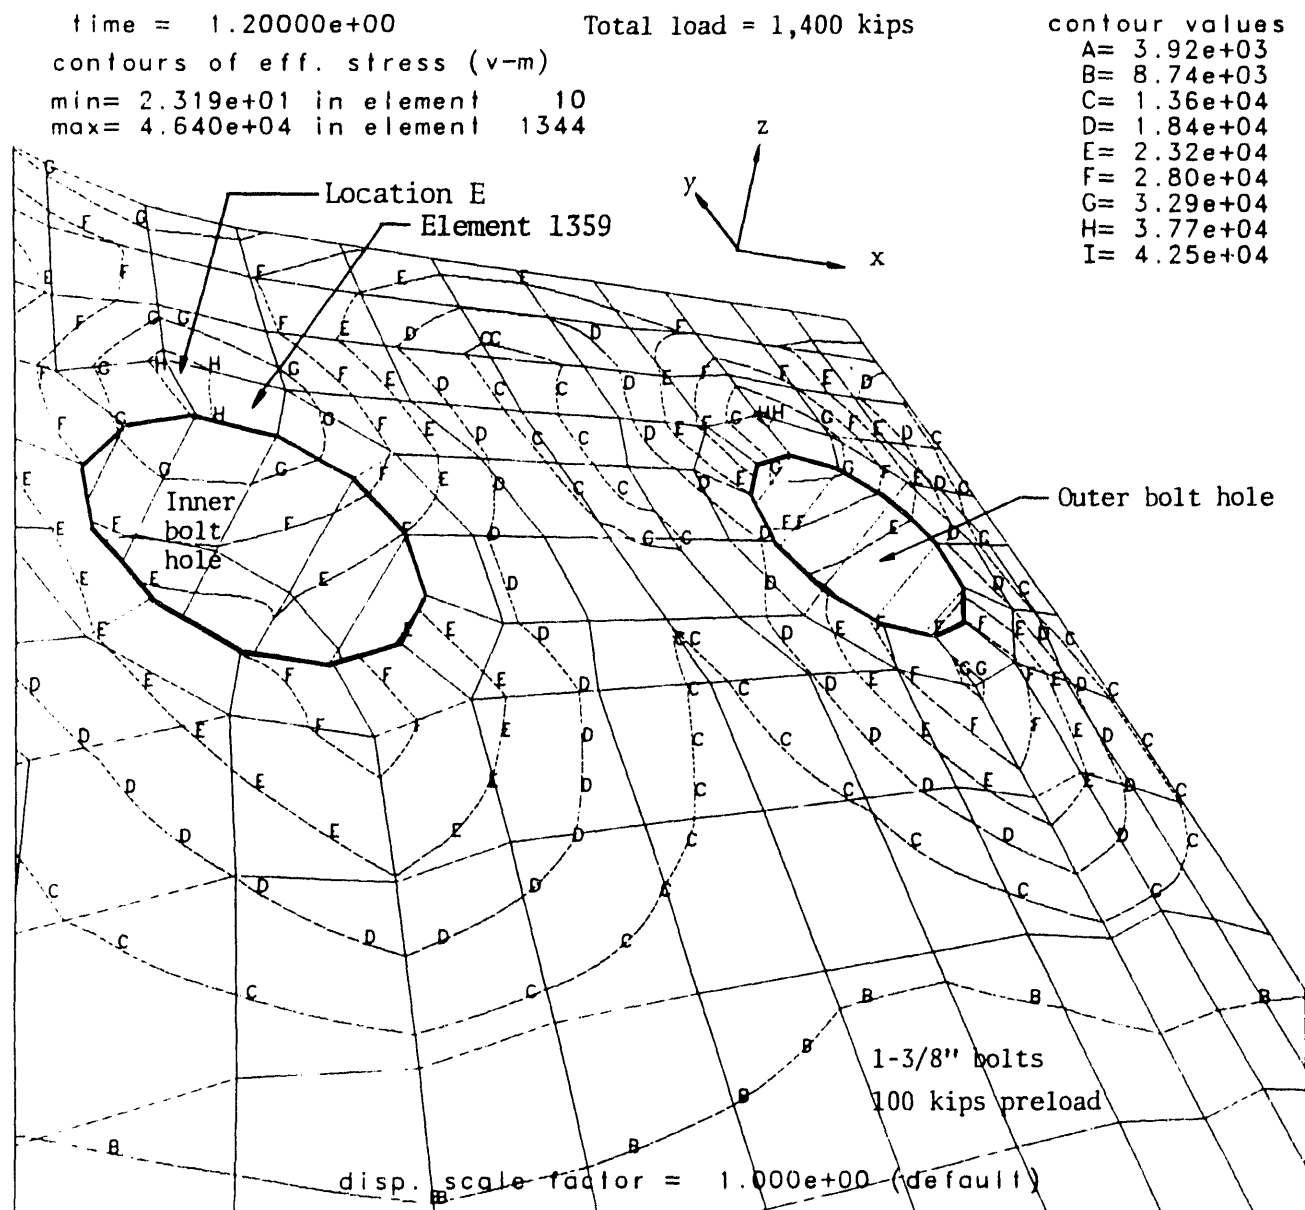 time = 1.20000e+00
Total load = 1,400 kips
contours of eff. stress (v-m)
min= 2.319e+01 in element 10
max= 4.640e+04 in element 1344
contour values
A= 3.92e+03
B= 8.74e+03
C= 1.36e+04
D= 1.84e+04
E= 2.32e+04
F= 2.80e+04
G= 3.29e+04
H= 3.77e+04
I= 4.25e+04
z
y
x
Location E
Element 1359
Inner
bolt
hole
Outer bolt hole
1-3/8" bolts
100 kips preload
disp. scale factor = 1.000e+00 (default)